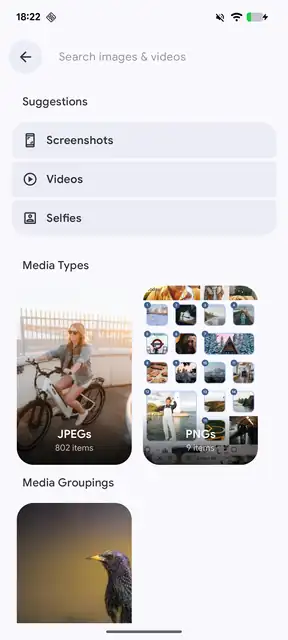 18:22
Search images & videos
Suggestions
Screenshots
Videos
Selfies
Media Types
JPEGs
802 items
PNGs
9 items
Media Groupings